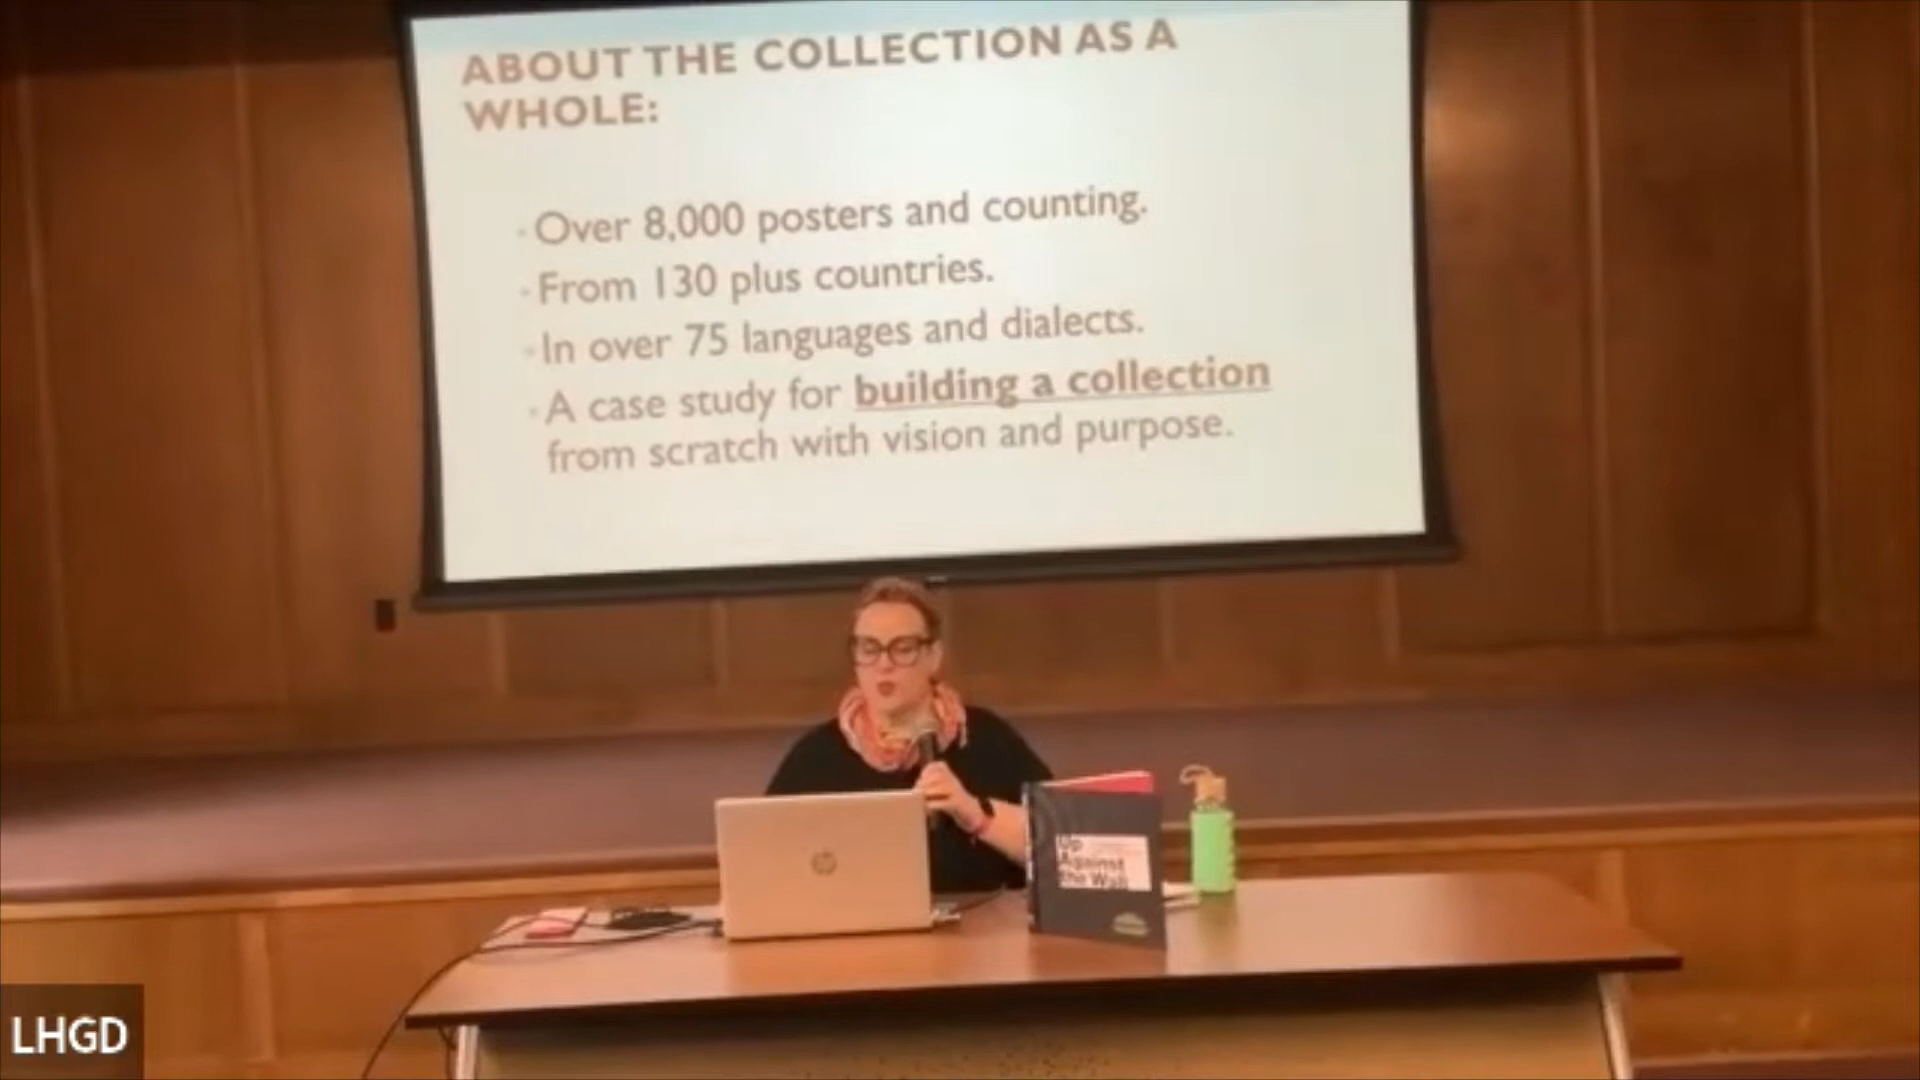 ABOUT THE COLLECTION AS A
WHOLE:
· Over 8,000 posters and counting.
· From 130 plus countries.
· In over 75 languages and dialects.
· A case study for building a collection
from scratch with vision and purpose.
hp
Up
Against
the Wall
LHGD